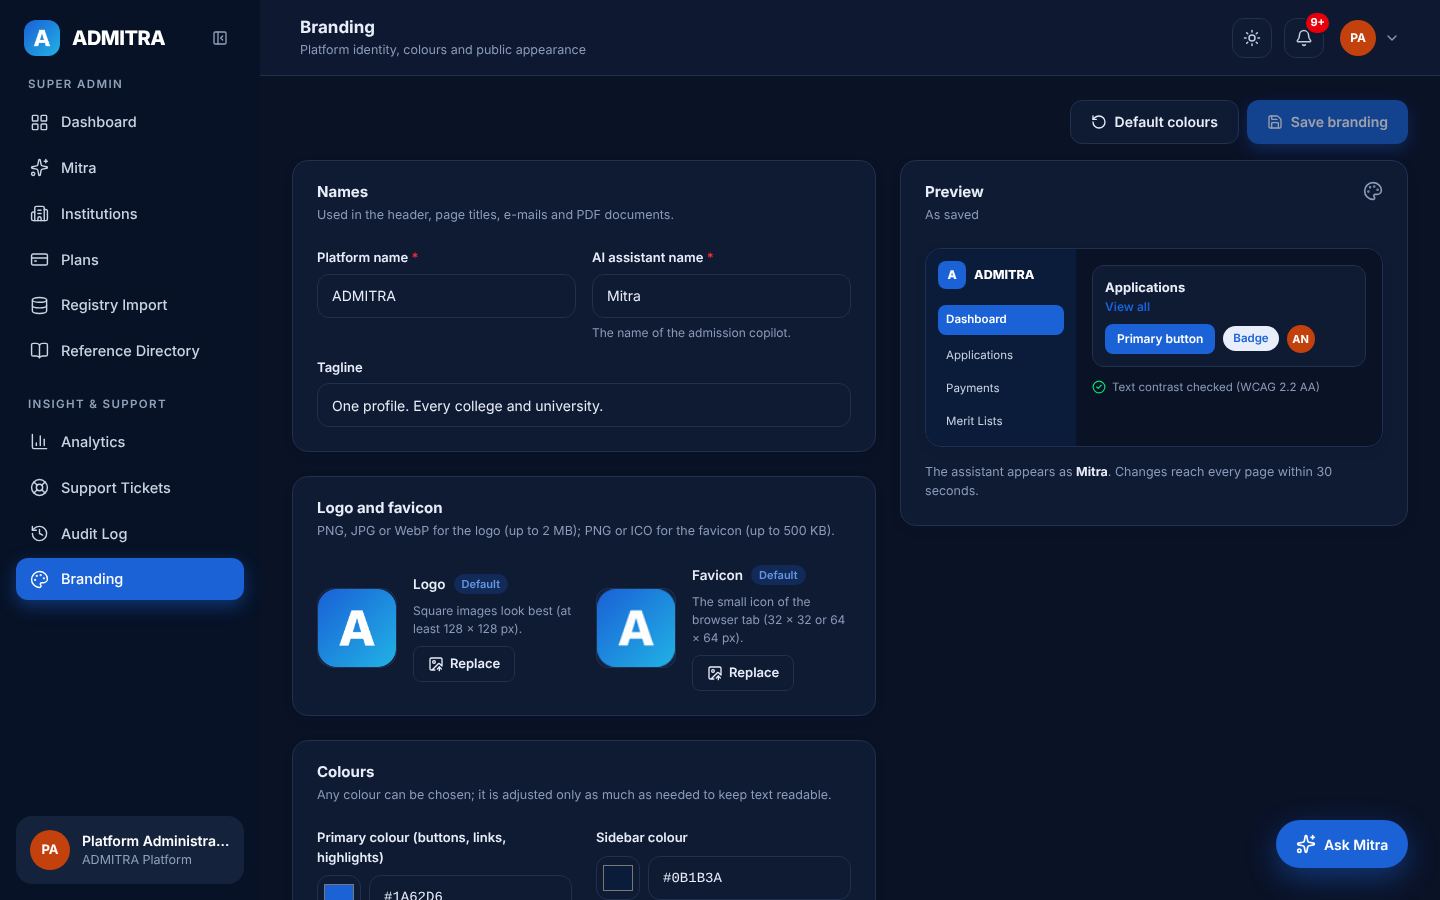 A ADMITRA
SUPER ADMIN
Dashboard
Mitra
Institutions
Plans
Registry Import
Reference Directory
INSIGHT & SUPPORT
Analytics
Support Tickets
Audit Log
Branding
PA
Platform Administra...
ADMITRA Platform
Branding
Platform identity, colours and public appearance
9+
PA
Default colours
Save branding
Names
Used in the header, page titles, e-mails and PDF documents.
Platform name *
AI assistant name *
ADMITRA
Mitra
The name of the admission copilot.
Tagline
One profile. Every college and university.
Logo and favicon
PNG, JPG or WebP for the logo (up to 2 MB); PNG or ICO for the favicon (up to 500 KB).
A
Logo Default
Square images look best (at
least 128 × 128 px).
Replace
A
Favicon Default
The small icon of the
browser tab (32 × 32 or 64
× 64 px).
Replace
Colours
Any colour can be chosen; it is adjusted only as much as needed to keep text readable.
Primary colour (buttons, links,
highlights)
#1A62D6
Sidebar colour
#0B1B3A
Preview
As saved
A ADMITRA
Dashboard
Applications
Payments
Merit Lists
Applications
View all
Primary button
Badge
AN
Text contrast checked (WCAG 2.2 AA)
The assistant appears as Mitra. Changes reach every page within 30
seconds.
Ask Mitra